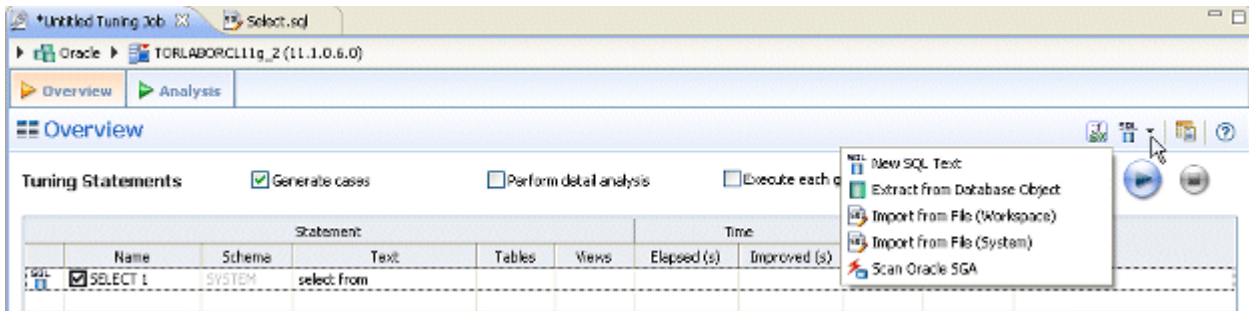 *Untitled Tuning Job Select.sql
Oracle TORLABORCL11g_2 (11.1.0.6.0)
Overview Analysis
Overview
SQL
Tuning Statements Generate cases Perform detail analysis Execute each g
New SQL Text
Extract from Database Object
Import from File (Workspace)
Import from File (System)
Scan Oracle SGA
Statement Time
Name Schema Text Tables Views Elapsed (s) Improved (s)
SQL SELECT 1 SYSTEM select from